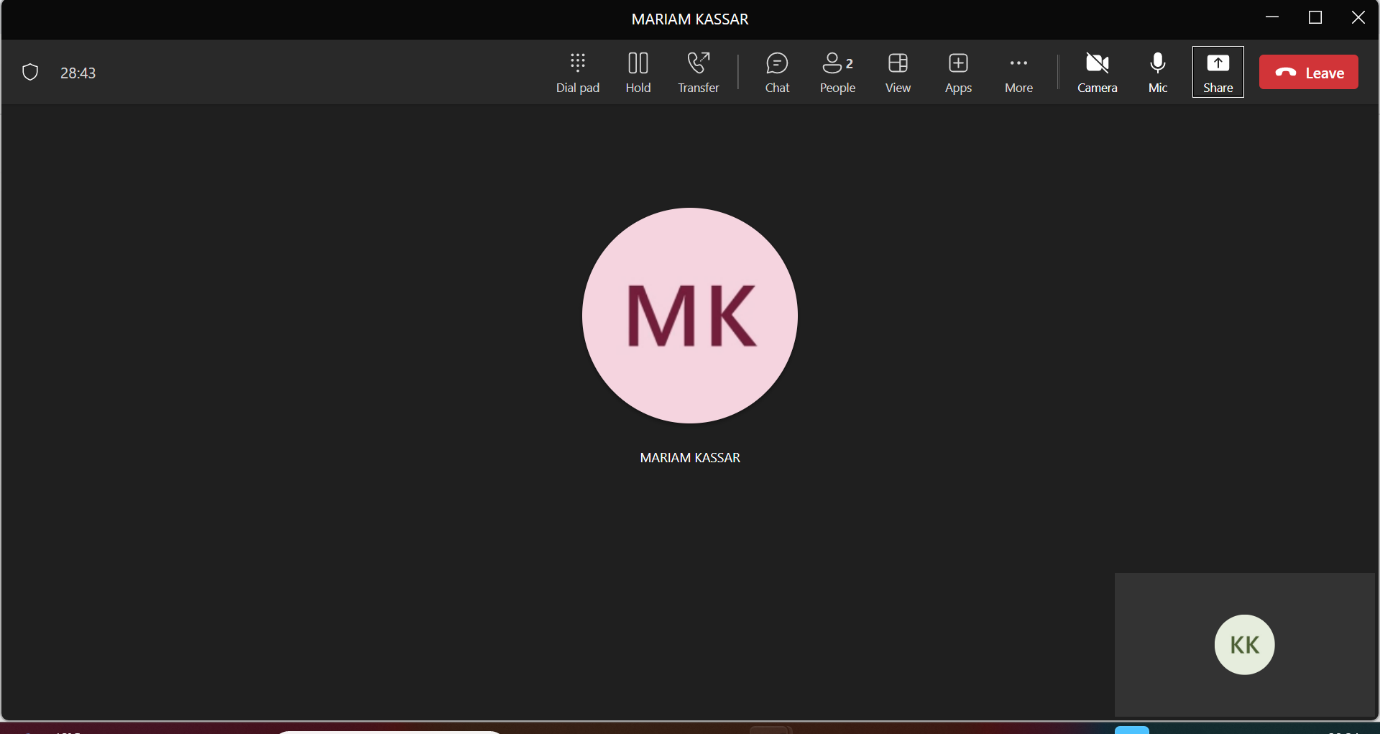 MARIAM KASSAR
28:43
Dial pad
Hold
Transfer
Chat
2
People
View
Apps
More
Camera
Mic
Share
Leave
MK
MARIAM KASSAR
KK